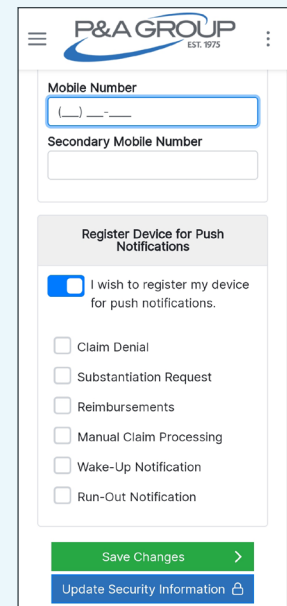 P&A GROUP
EST. 1975
Mobile Number
(__) ___-____
Secondary Mobile Number
Register Device for Push
Notifications
I wish to register my device
for push notifications.
Claim Denial
Substantiation Request
Reimbursements
Manual Claim Processing
Wake-Up Notification
Run-Out Notification
Save Changes
Update Security Information